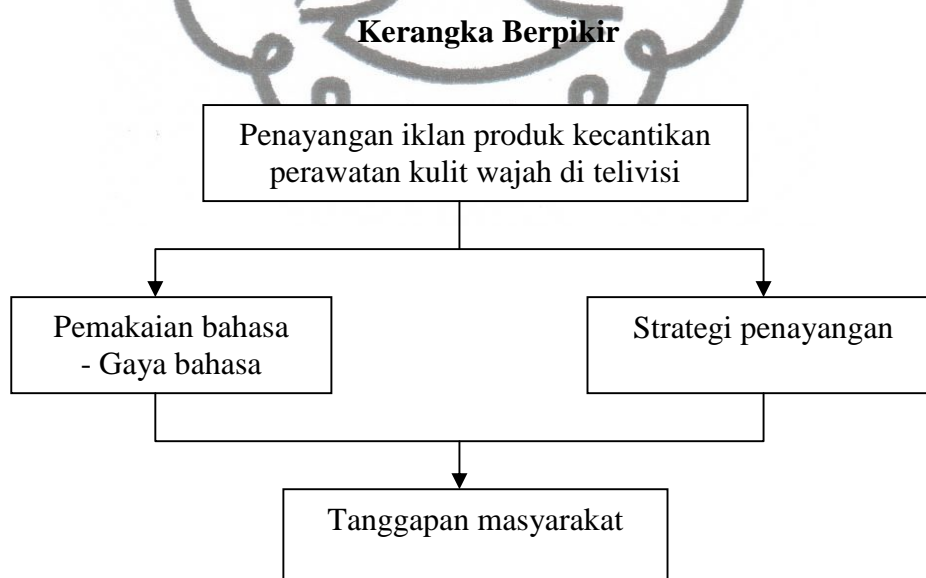 Kerangka Berpikir
Penayangan iklan produk kecantikan
perawatan kulit wajah di telivisi
Pemakaian bahasa
- Gaya bahasa
Strategi penayangan
Tanggapan masyarakat